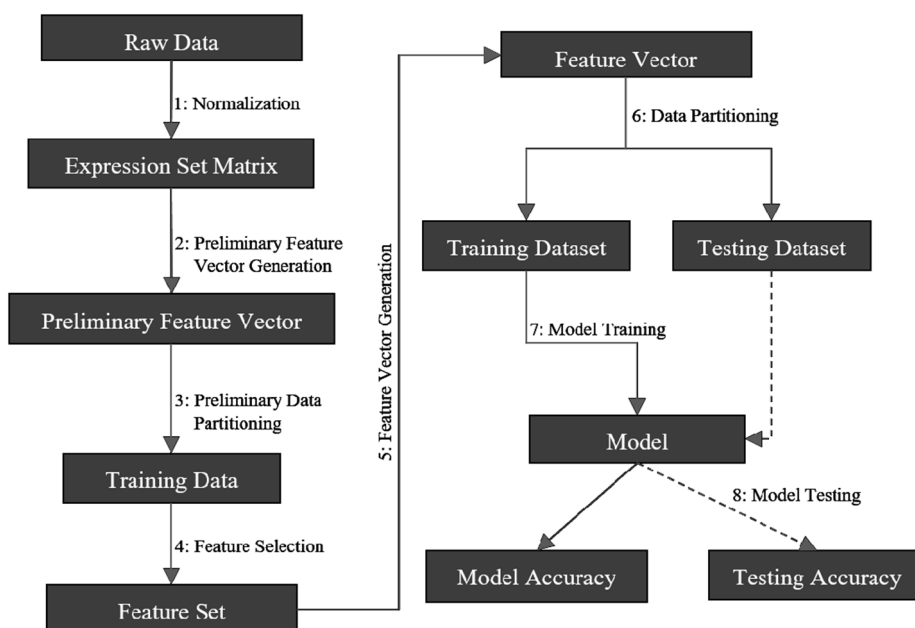 Raw Data
1: Normalization
Expression Set Matrix
2: Preliminary Feature
Vector Generation
Preliminary Feature Vector
3: Preliminary Data
Partitioning
Training Data
4: Feature Selection
Feature Set
5: Feature Vector Generation
Feature Vector
6: Data Partitioning
Training Dataset
Testing Dataset
7: Model Training
Model
8: Model Testing
Model Accuracy
Testing Accuracy